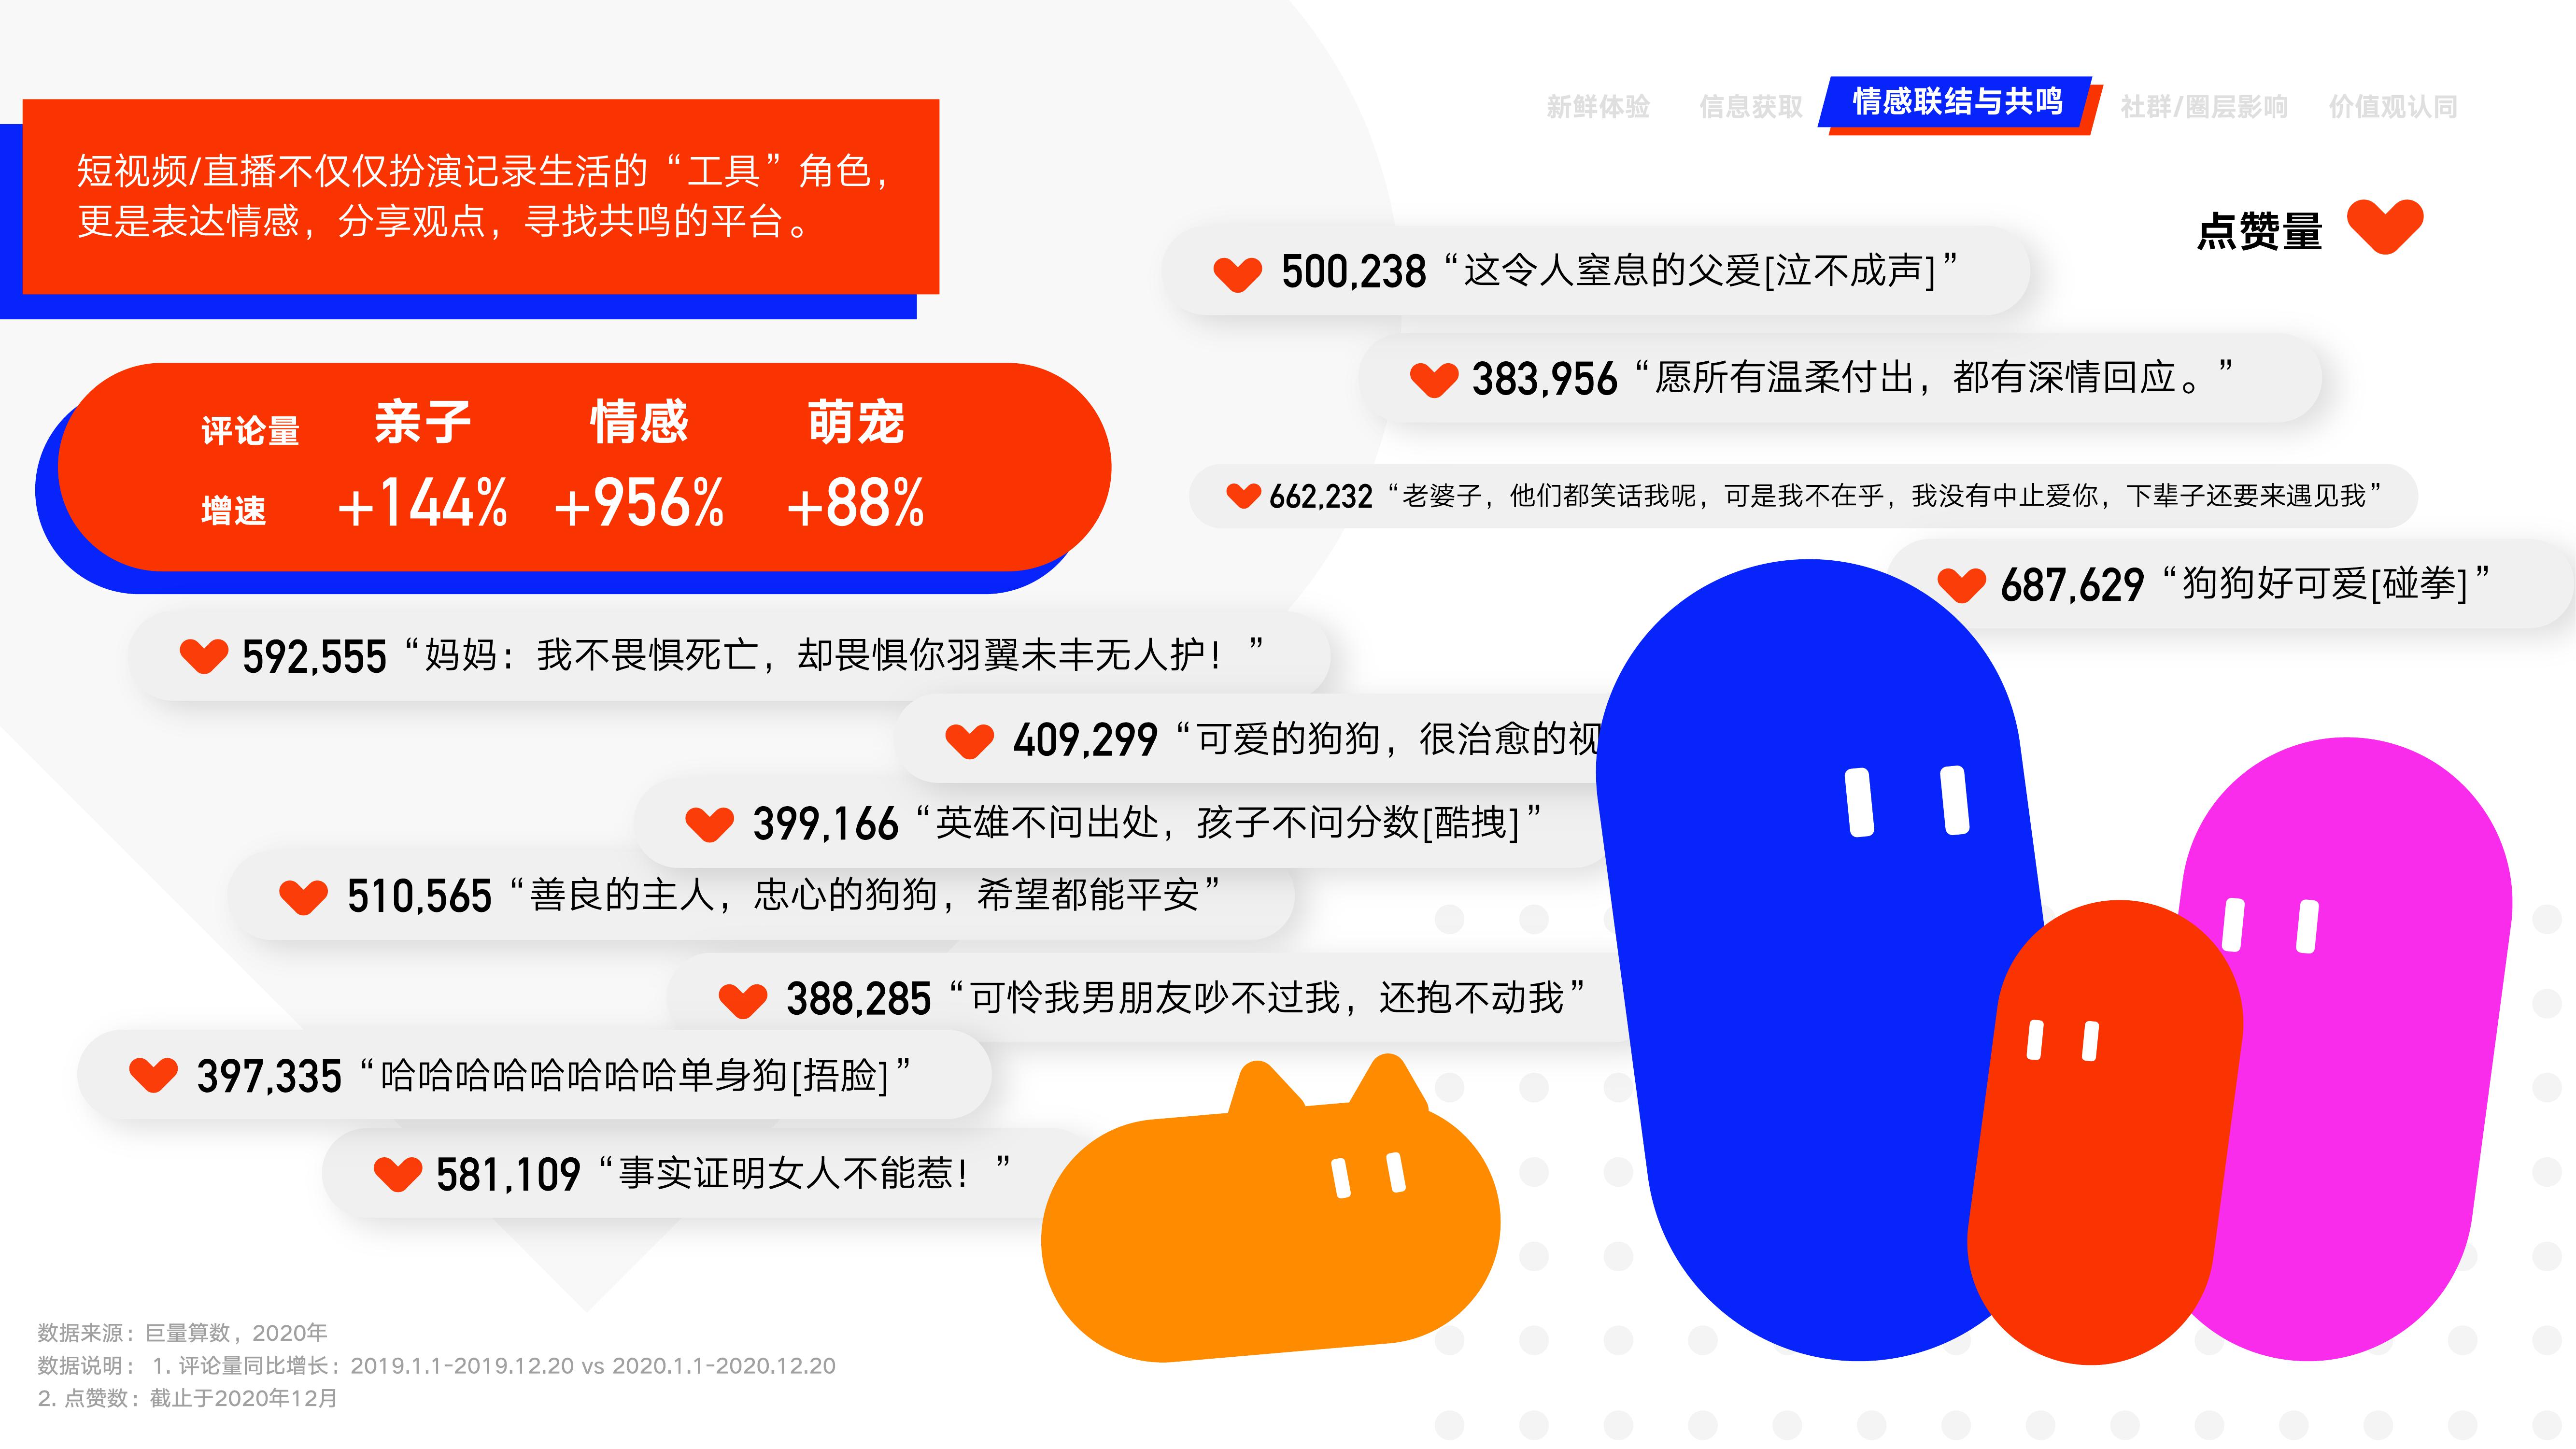 新鲜体验 信息获取 情感联结与共鸣 社群/圈层影响 价值观认同
短视频/直播不仅仅扮演记录生活的“工具”角色，
更是表达情感，分享观点，寻找共鸣的平台。
点赞量
评论量 亲子 情感 萌宠
增速 +144% +956% +88%
500,238 “这令人窒息的父爱[泣不成声]”
383,956 “愿所有温柔付出，都有深情回应。”
662,232 “老婆子，他们都笑话我呢，可是我不在乎，我没有中止爱你，下辈子还要来遇见我”
687,629 “狗狗好可爱[碰拳]”
592,555 “妈妈：我不畏惧死亡，却畏惧你羽翼未丰无人护！”
409,299 “可爱的狗狗，很治愈的视
399,166 “英雄不问出处，孩子不问分数[酷拽]”
510,565 “善良的主人，忠心的狗狗，希望都能平安”
388,285 “可怜我男朋友吵不过我，还抱不动我”
397,335 “哈哈哈哈哈哈哈哈单身狗[捂脸]”
581,109 “事实证明女人不能惹！”
数据来源：巨量算数，2020年
数据说明： 1. 评论量同比增长：2019.1.1-2019.12.20 vs 2020.1.1-2020.12.20
2. 点赞数：截止于2020年12月